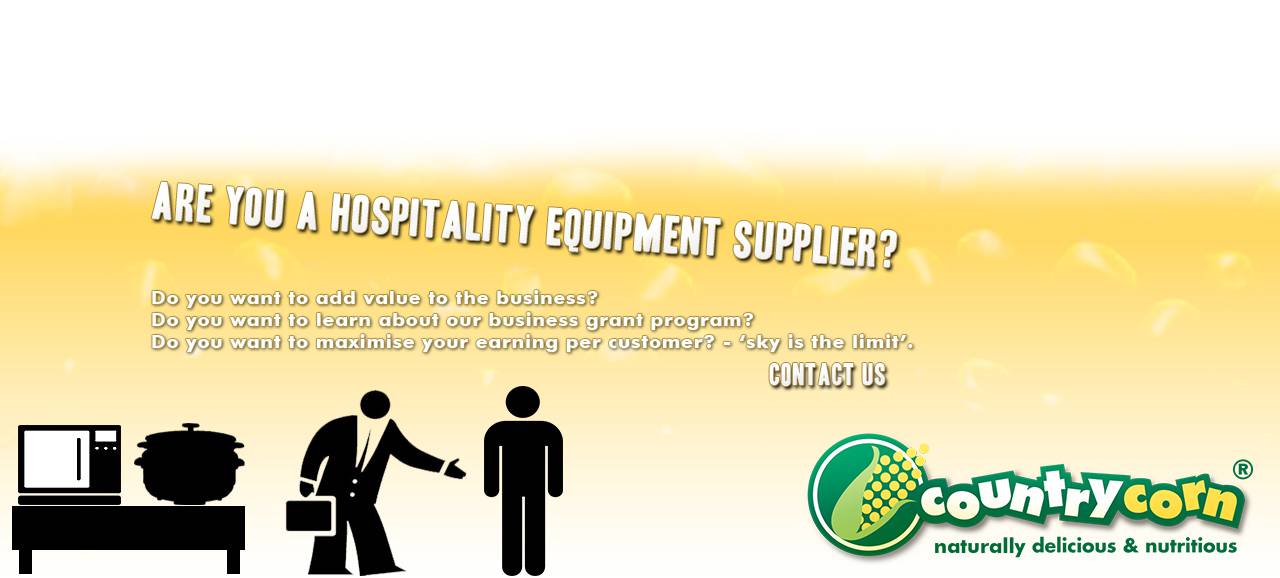 ARE YOU A HOSPITALITY EQUIPMENT SUPPLIER?
Do you want to add value to the business?
Do you want to learn about our business grant program?
Do you want to maximise your earning per customer? - ‘sky is the limit’.
CONTACT US
countrycorn®
naturally delicious & nutritious